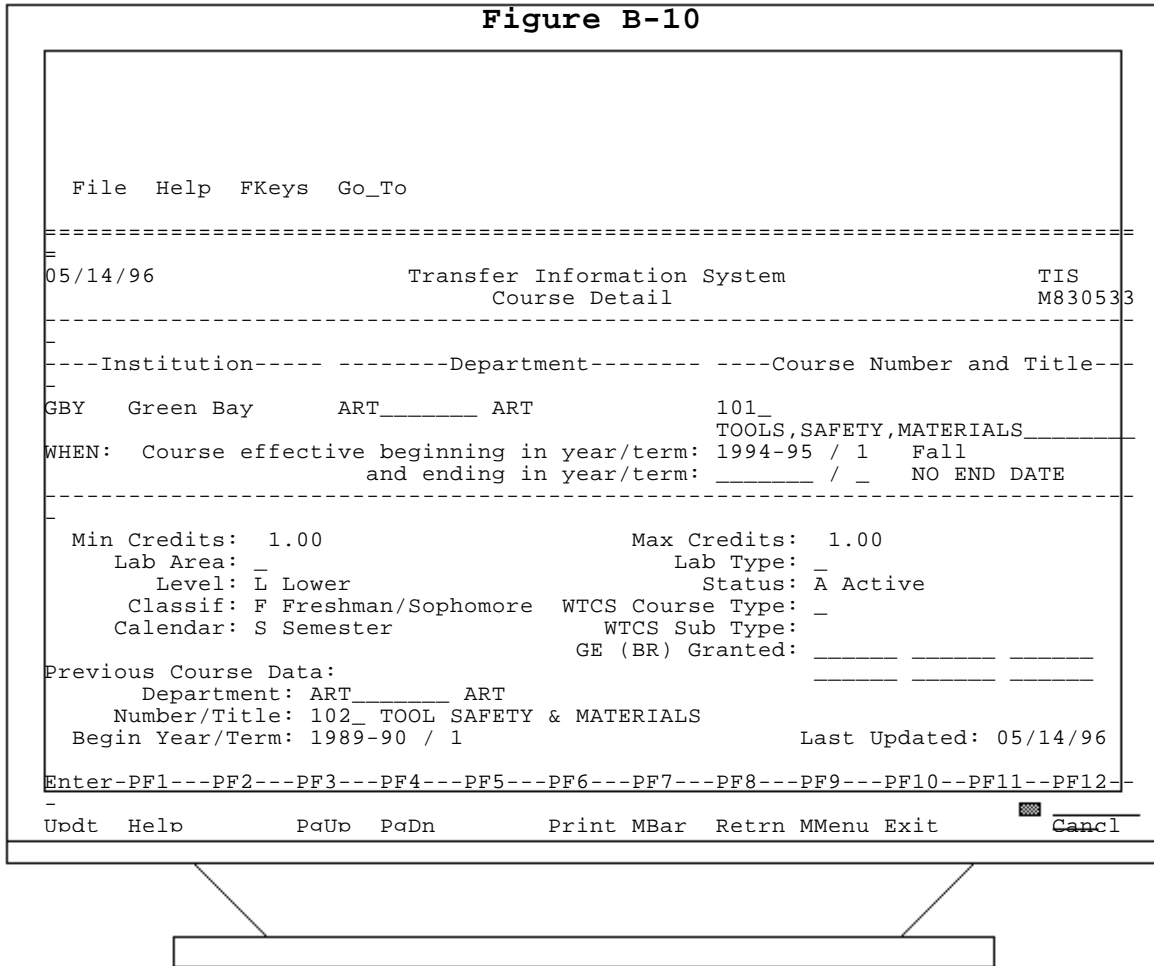 Figure B-10
File  Help  FKeys  Go_To
==============================================================================
=
05/14/96                  Transfer Information System                  TIS
                                Course Detail                          M830533
------------------------------------------------------------------------------
-
----Institution----- --------Department-------- ----Course Number and Title---
-
GBY   Green Bay      ART_______ ART             101_
                                                TOOLS,SAFETY,MATERIALS________
WHEN:  Course effective beginning in year/term: 1994-95 / 1   Fall
                       and ending in year/term: _______ / _   NO END DATE
------------------------------------------------------------------------------
-
  Min Credits:  1.00                      Max Credits:  1.00
     Lab Area: _                             Lab Type: _
        Level: L Lower                         Status: A Active
      Classif: F Freshman/Sophomore  WTCS Course Type: _
     Calendar: S Semester               WTCS Sub Type:
                                      GE (BR) Granted: ______ ______ ______
Previous Course Data:                                  ______ ______ ______
       Department: ART_______ ART
     Number/Title: 102_ TOOL SAFETY & MATERIALS
  Begin Year/Term: 1989-90 / 1                        Last Updated: 05/14/96
Enter-PF1---PF2---PF3---PF4---PF5---PF6---PF7---PF8---PF9---PF10--PF11--PF12--
-
Updt  Help        PgUp  PgDn        Print MBar  Retrn MMenu Exit        Cancl